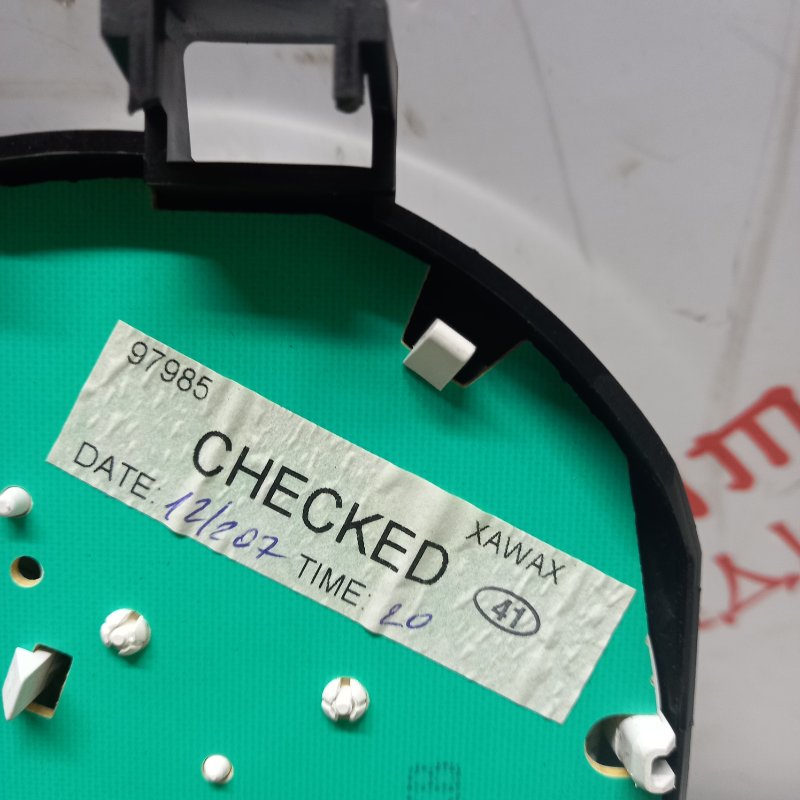 97985
CHECKED
XAWAX
DATE: 12/207 TIME: 20
41